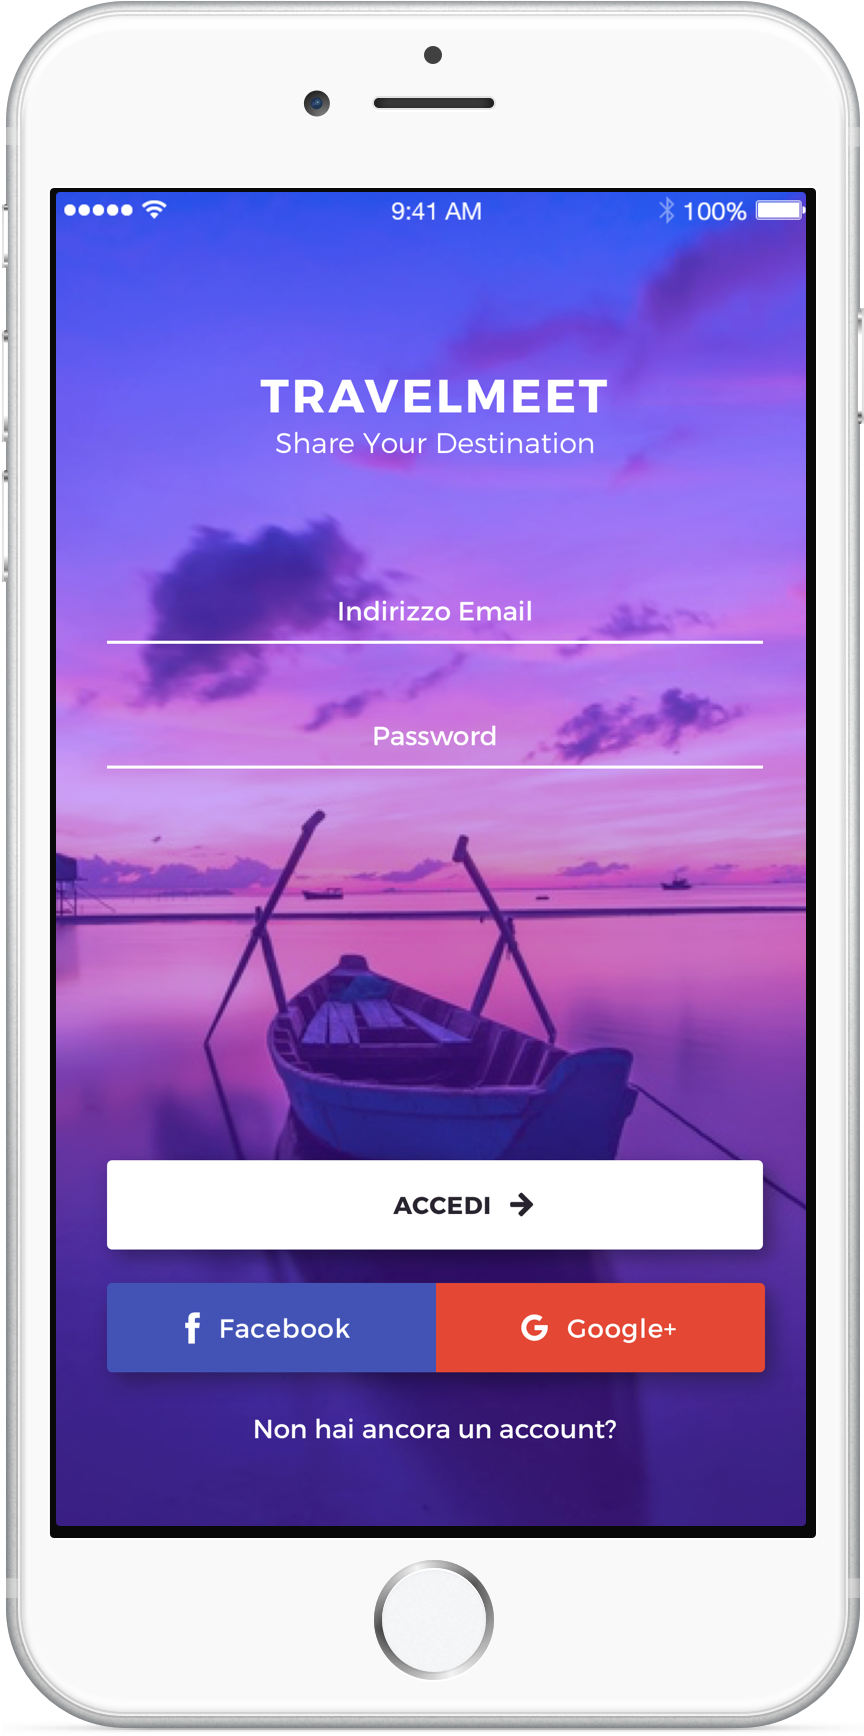 9:41 AM
100%
TRAVELMEET
Share Your Destination
Indirizzo Email
Password
ACCEDI
Facebook
Google+
Non hai ancora un account?